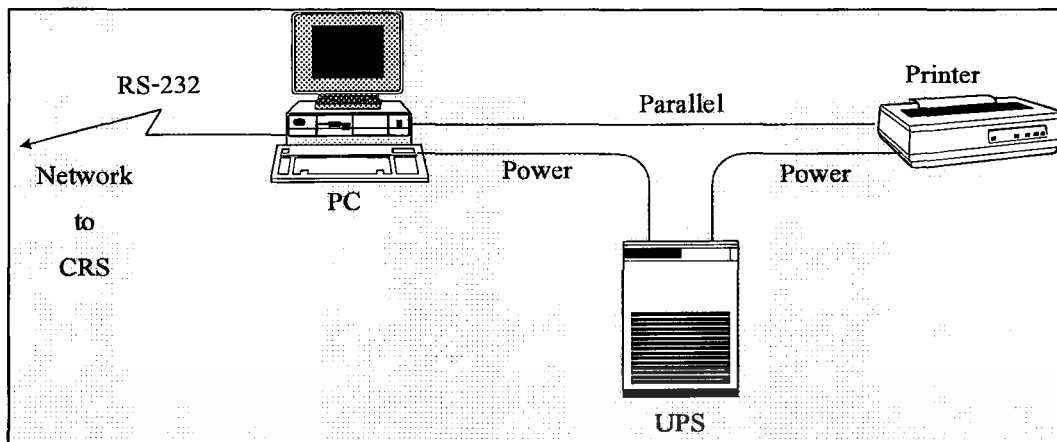 RS-232
Printer
Parallel
Network
to
CRS
PC
Power
Power
UPS